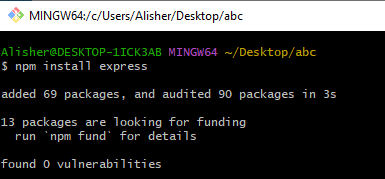 MINGW64:/c/Users/Alisher/Desktop/abc
Alisher@DESKTOP-1ICK3AB MINGW64 ~/Desktop/abc
$ npm install express
added 69 packages, and audited 90 packages in 3s
13 packages are looking for funding
  run `npm fund` for details
found 0 vulnerabilities